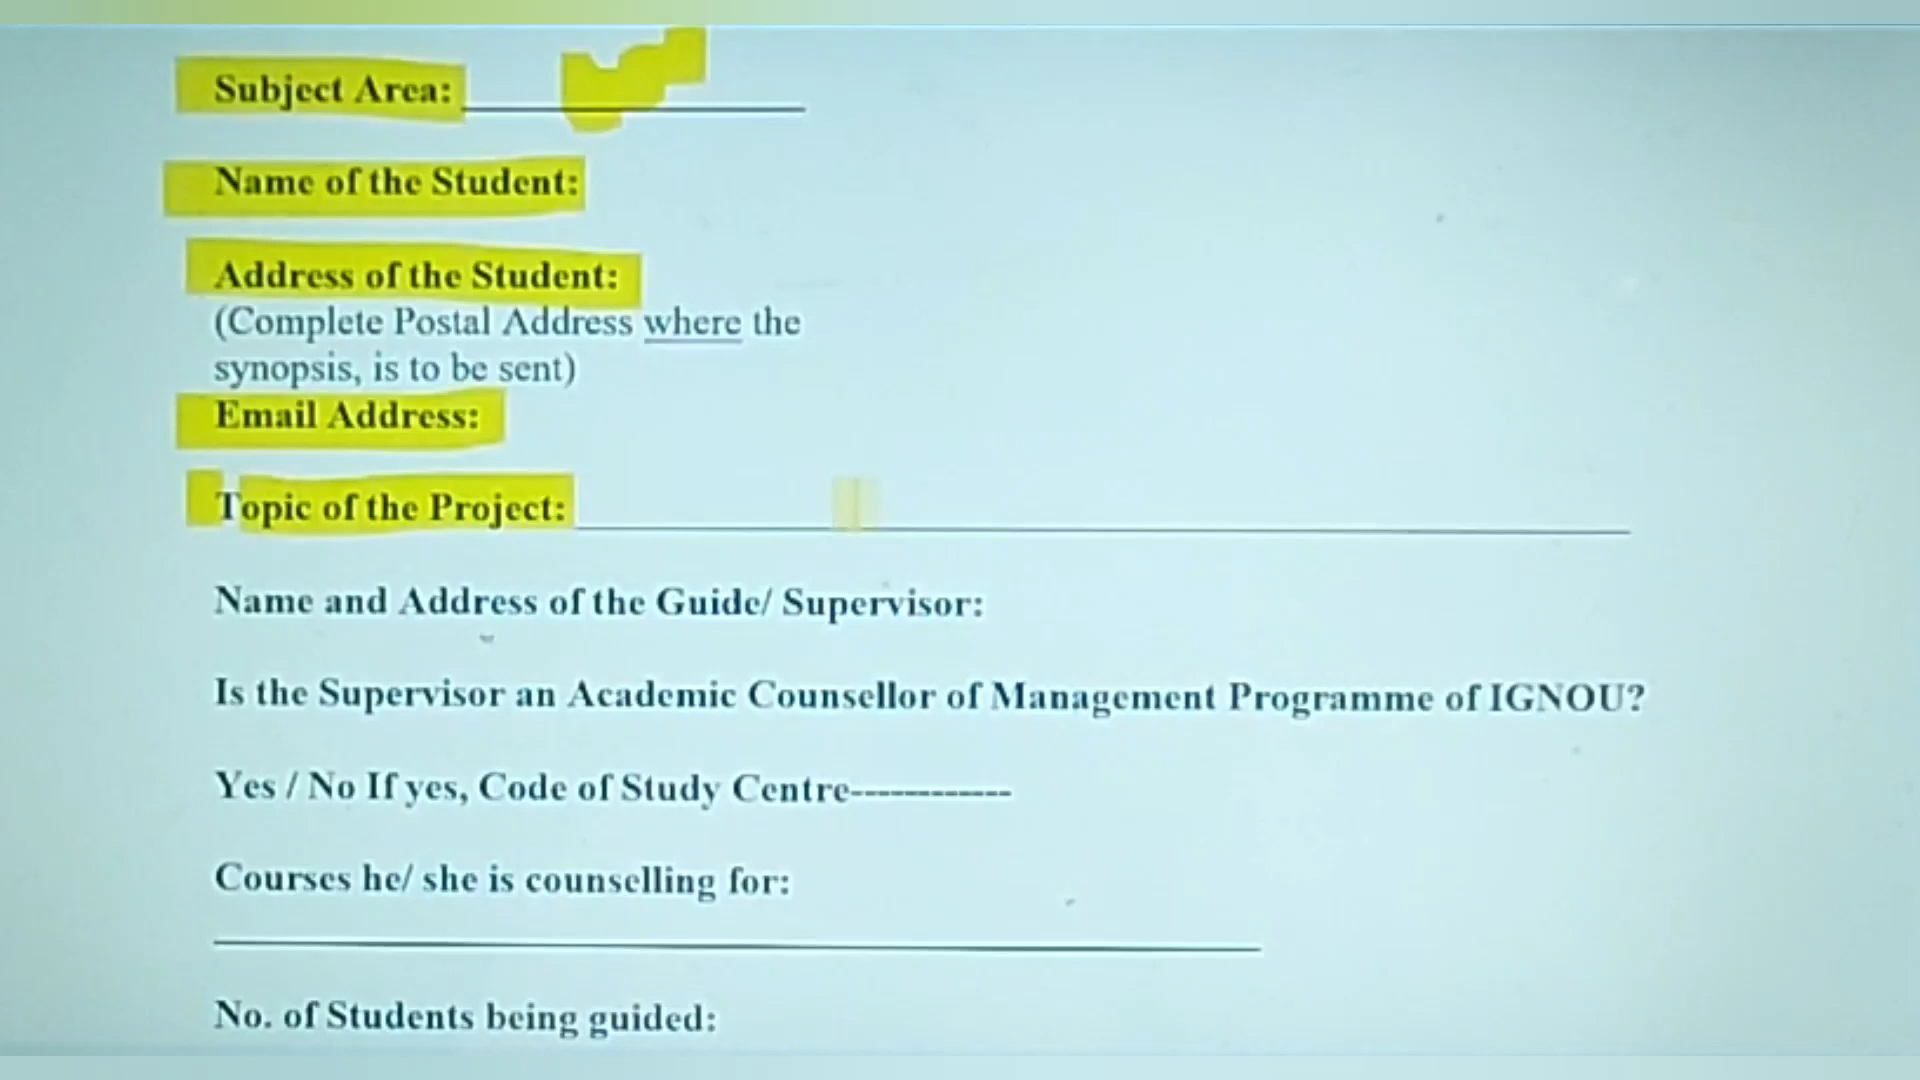 Subject Area:
Name of the Student:
Address of the Student:
(Complete Postal Address where the
synopsis, is to be sent)
Email Address:
Topic of the Project:
Name and Address of the Guide/ Supervisor:
Is the Supervisor an Academic Counsellor of Management Programme of IGNOU?
Yes / No If yes, Code of Study Centre------------
Courses he/ she is counselling for:
No. of Students being guided: